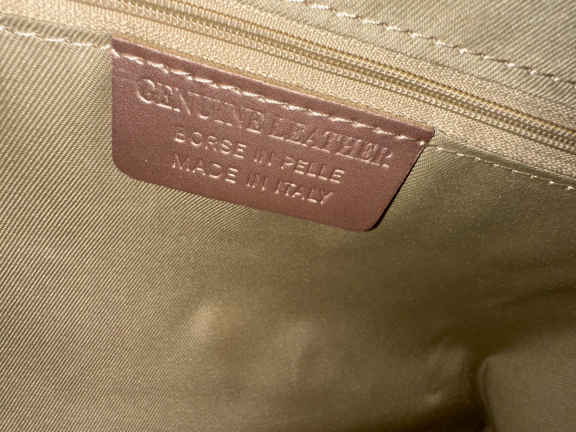 GENUINE LEATHER
BORSE IN PELLE
MADE IN ITALY